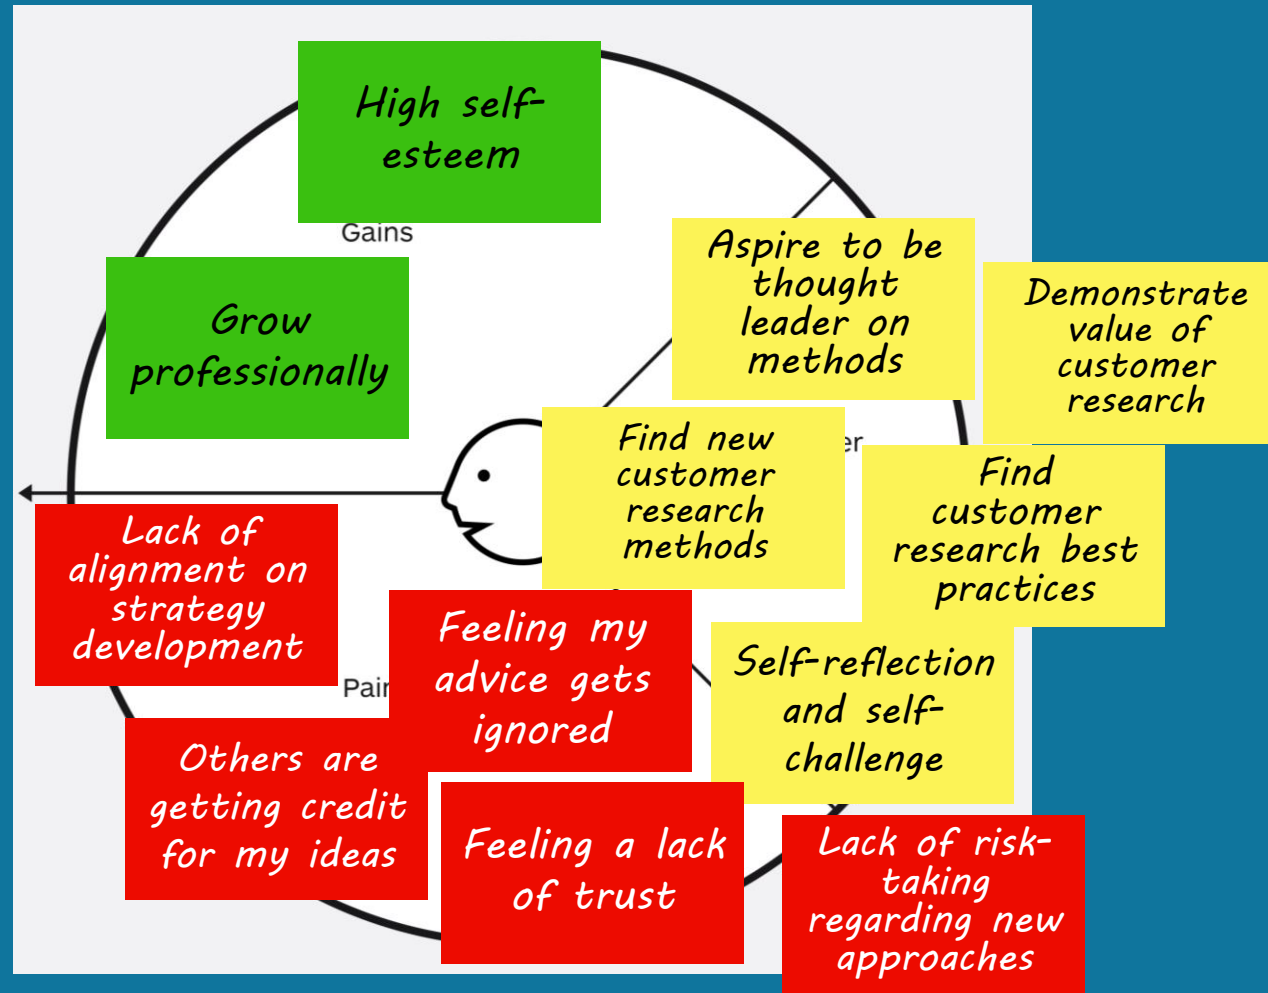 High self-
esteem
Gains
Grow
professionally
Aspire to be
thought
leader on
methods
Demonstrate
value of
customer
research
Find new
customer
research
methods
er
Find
customer
research best
practices
Lack of
alignment on
strategy
development
Pain
Feeling my
advice gets
ignored
Self-reflection
and self-
challenge
Others are
getting credit
for my ideas
Feeling a lack
of trust
Lack of risk-
taking
regarding new
approaches